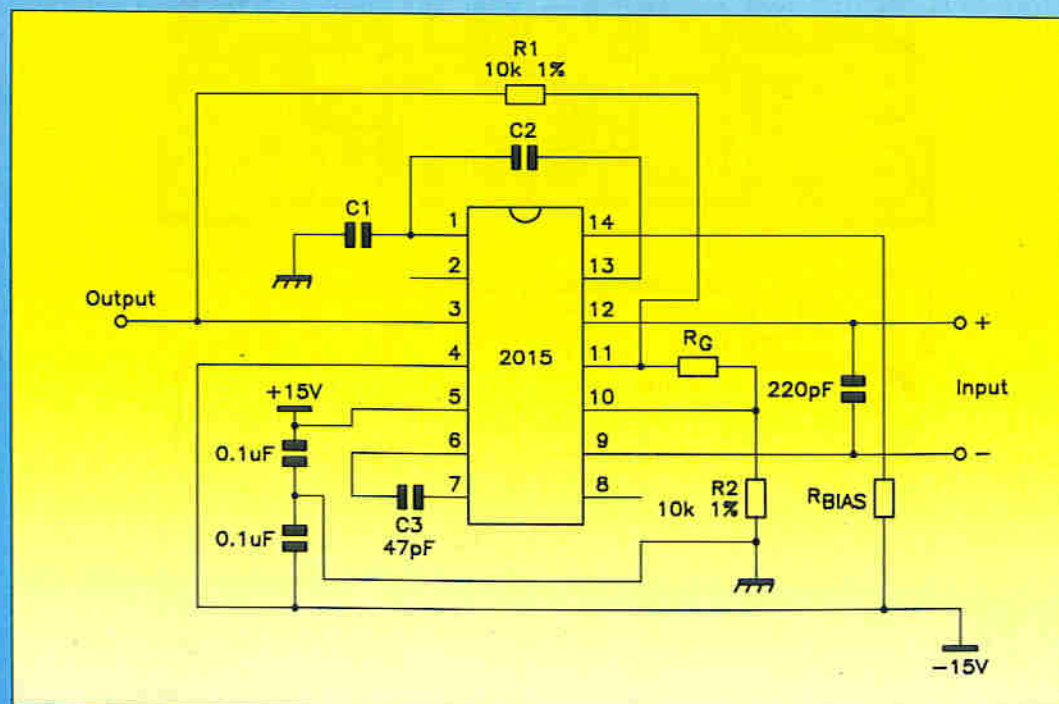 R1
10k 1%
C2
C1
1
14
2
13
Output
3
12
+
4
2015
11
RG
220pF
Input
+15V
5
10
0.1uF
6
9
−
7
8
R2
10k 1%
RBIAS
C3
47pF
0.1uF
−15V